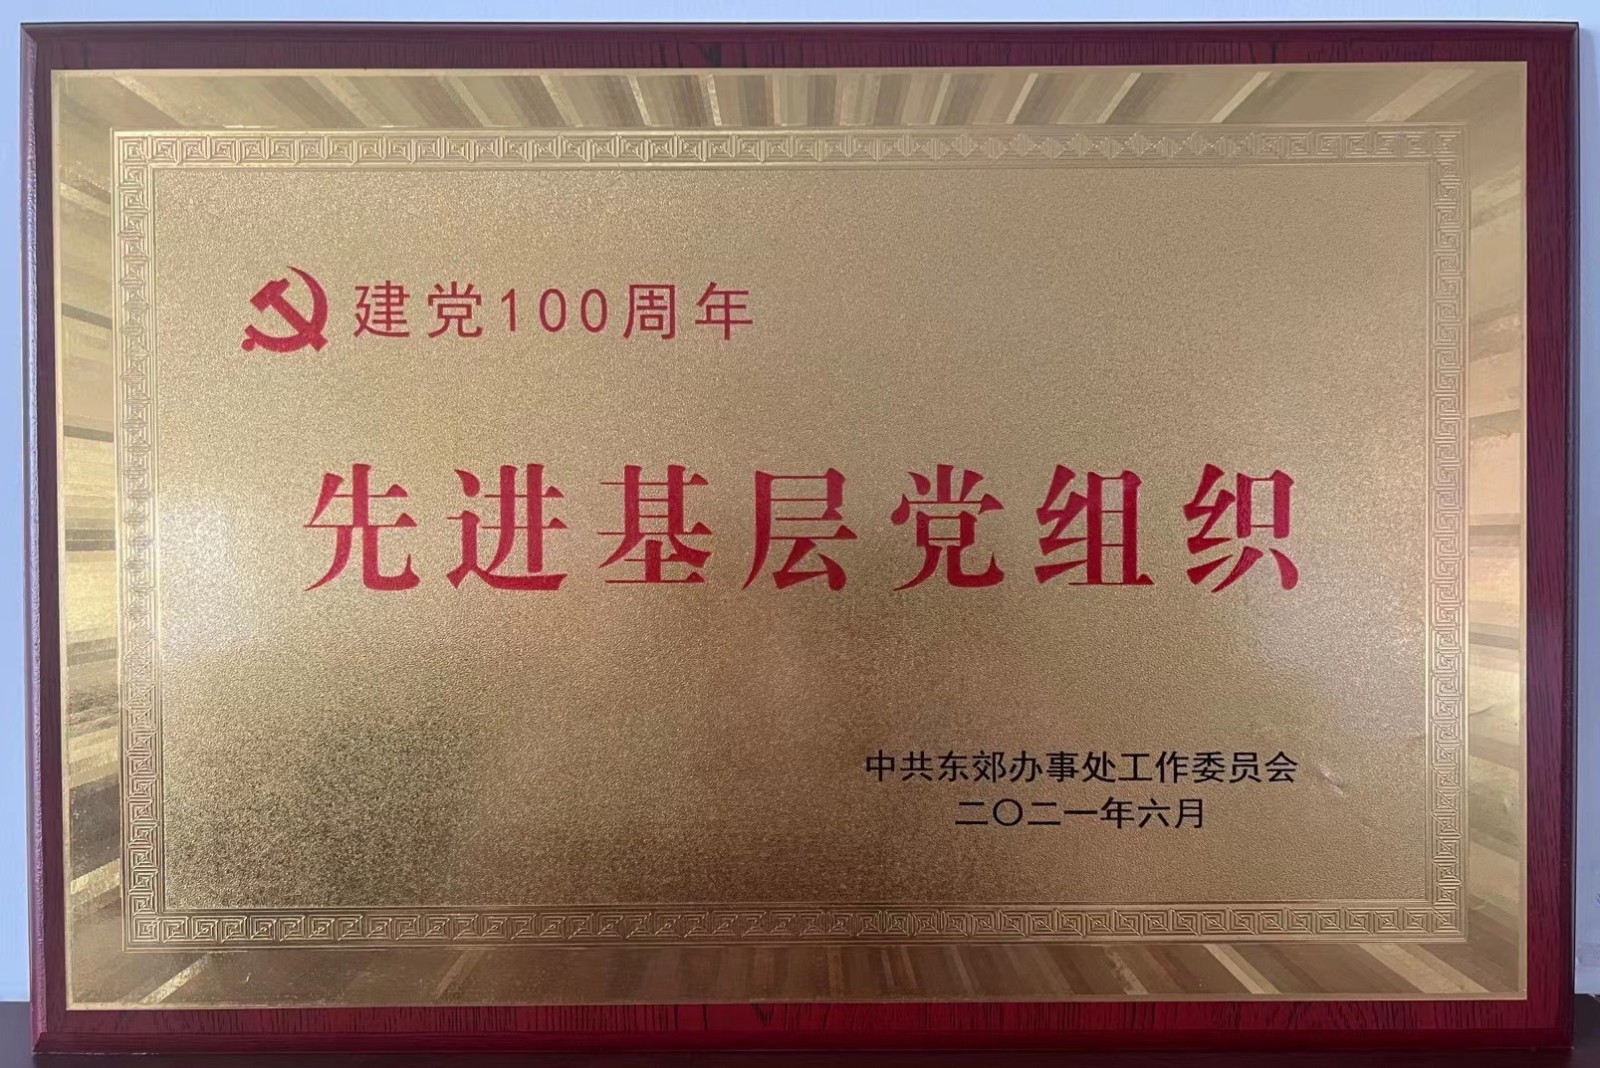 建党100周年
先进基层党组织
中共东郊办事处工作委员会
二〇二一年六月